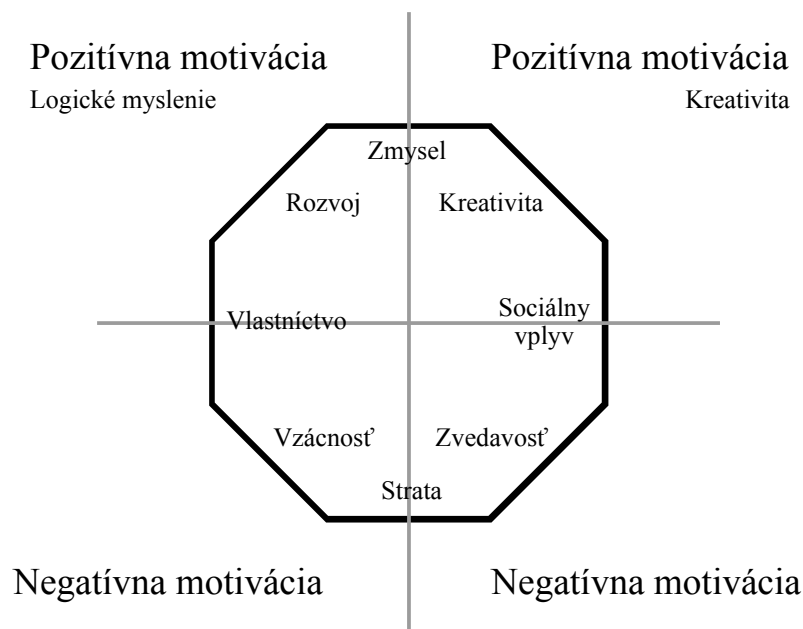 Pozitívna motivácia
Logické myslenie
Pozitívna motivácia
Kreativita
Zmysel
Rozvoj
Kreativita
Vlastníctvo
Sociálny
vplyv
Vzácnosť
Zvedavosť
Strata
Negatívna motivácia
Negatívna motivácia